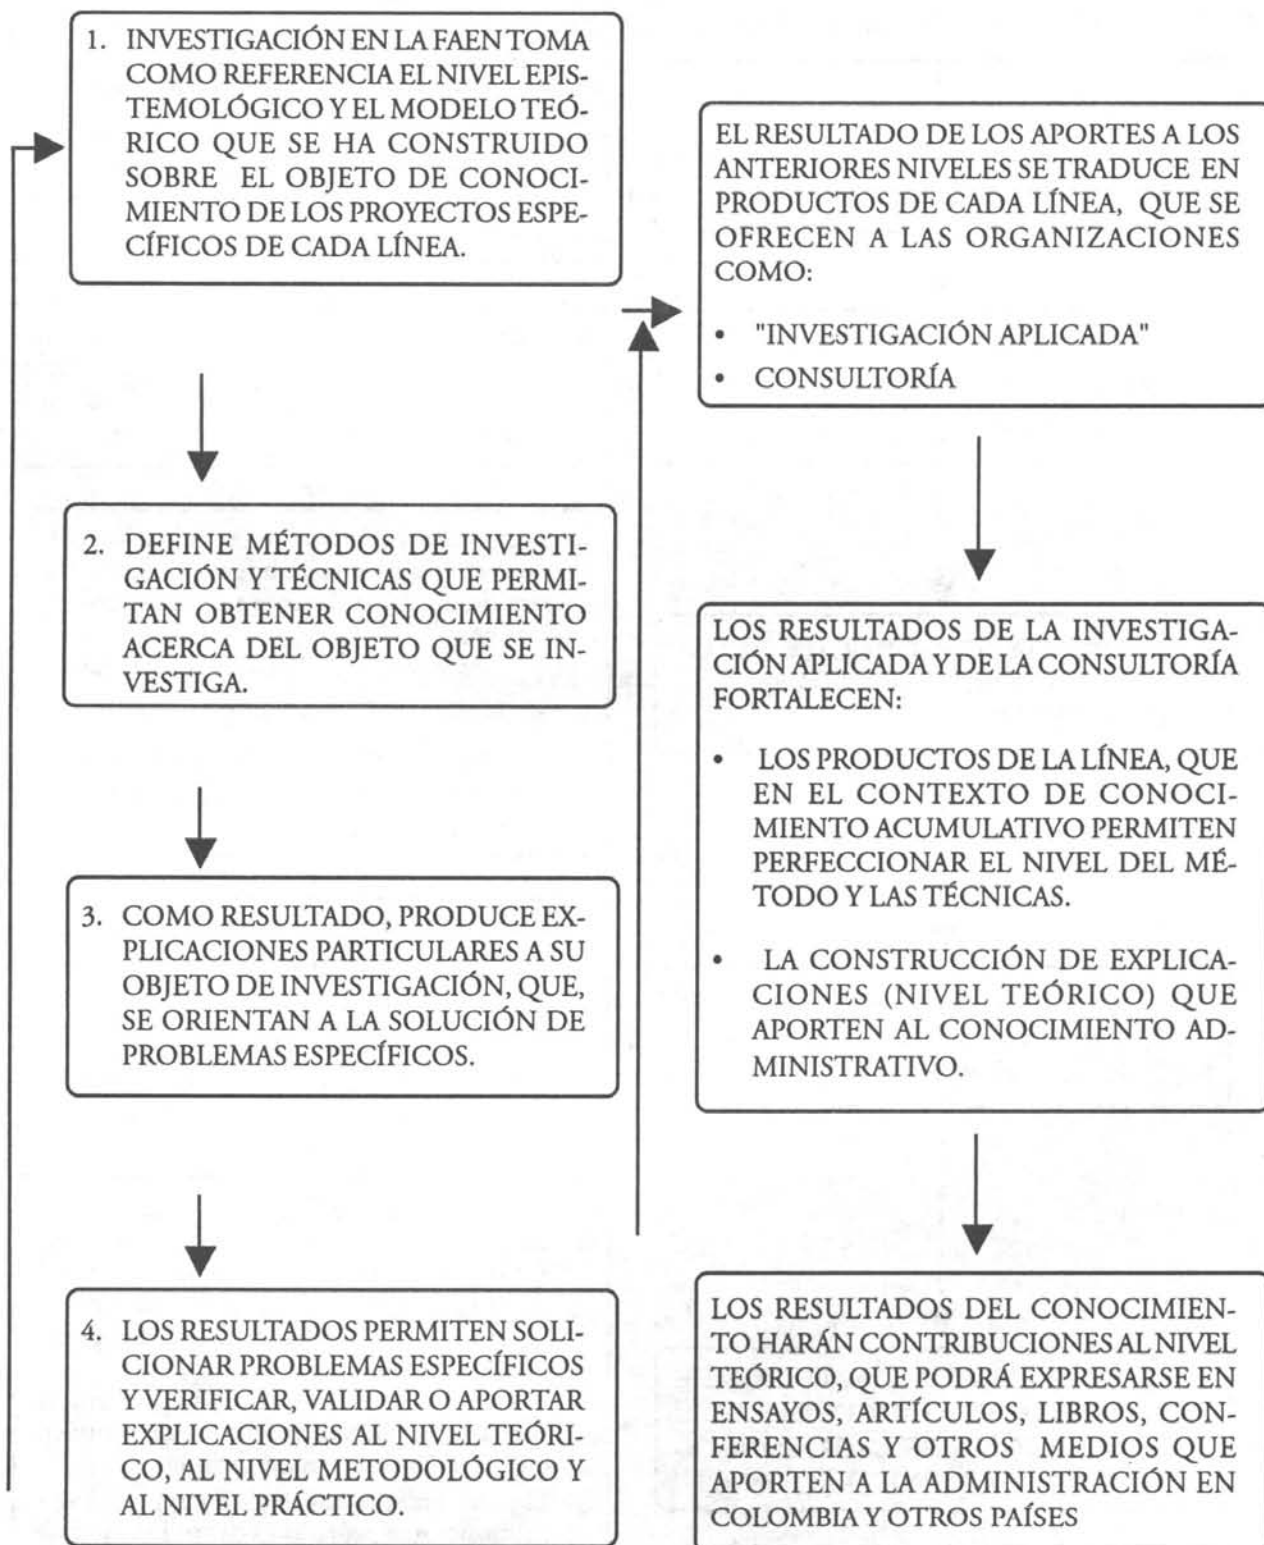 1. INVESTIGACIÓN EN LA FAEN TOMA
COMO REFERENCIA EL NIVEL EPIS-
TEMOLÓGICO Y EL MODELO TEÓ-
RICO QUE SE HA CONSTRUIDO
SOBRE EL OBJETO DE CONOCI-
MIENTO DE LOS PROYECTOS ESPE-
CÍFICOS DE CADA LÍNEA.
2. DEFINE MÉTODOS DE INVESTI-
GACIÓN Y TÉCNICAS QUE PERMI-
TAN OBTENER CONOCIMIENTO
ACERCA DEL OBJETO QUE SE IN-
VESTIGA.
3. COMO RESULTADO, PRODUCE EX-
PLICACIONES PARTICULARES A SU
OBJETO DE INVESTIGACIÓN, QUE,
SE ORIENTAN A LA SOLUCIÓN DE
PROBLEMAS ESPECÍFICOS.
4. LOS RESULTADOS PERMITEN SOLI-
CIONAR PROBLEMAS ESPECÍFICOS
Y VERIFICAR, VALIDAR O APORTAR
EXPLICACIONES AL NIVEL TEÓRI-
CO, AL NIVEL METODOLÓGICO Y
AL NIVEL PRÁCTICO.
EL RESULTADO DE LOS APORTES A LOS
ANTERIORES NIVELES SE TRADUCE EN
PRODUCTOS DE CADA LÍNEA, QUE SE
OFRECEN A LAS ORGANIZACIONES
COMO:
• "INVESTIGACIÓN APLICADA"
• CONSULTORÍA
LOS RESULTADOS DE LA INVESTIGA-
CIÓN APLICADA Y DE LA CONSULTORÍA
FORTALECEN:
• LOS PRODUCTOS DE LA LÍNEA, QUE
EN EL CONTEXTO DE CONOCI-
MIENTO ACUMULATIVO PERMITEN
PERFECCIONAR EL NIVEL DEL MÉ-
TODO Y LAS TÉCNICAS.
• LA CONSTRUCCIÓN DE EXPLICA-
CIONES (NIVEL TEÓRICO) QUE
APORTEN AL CONOCIMIENTO AD-
MINISTRATIVO.
LOS RESULTADOS DEL CONOCIMIEN-
TO HARÁN CONTRIBUCIONES AL NIVEL
TEÓRICO, QUE PODRÁ EXPRESARSE EN
ENSAYOS, ARTÍCULOS, LIBROS, CON-
FERENCIAS Y OTROS MEDIOS QUE
APORTEN A LA ADMINISTRACIÓN EN
COLOMBIA Y OTROS PAÍSES